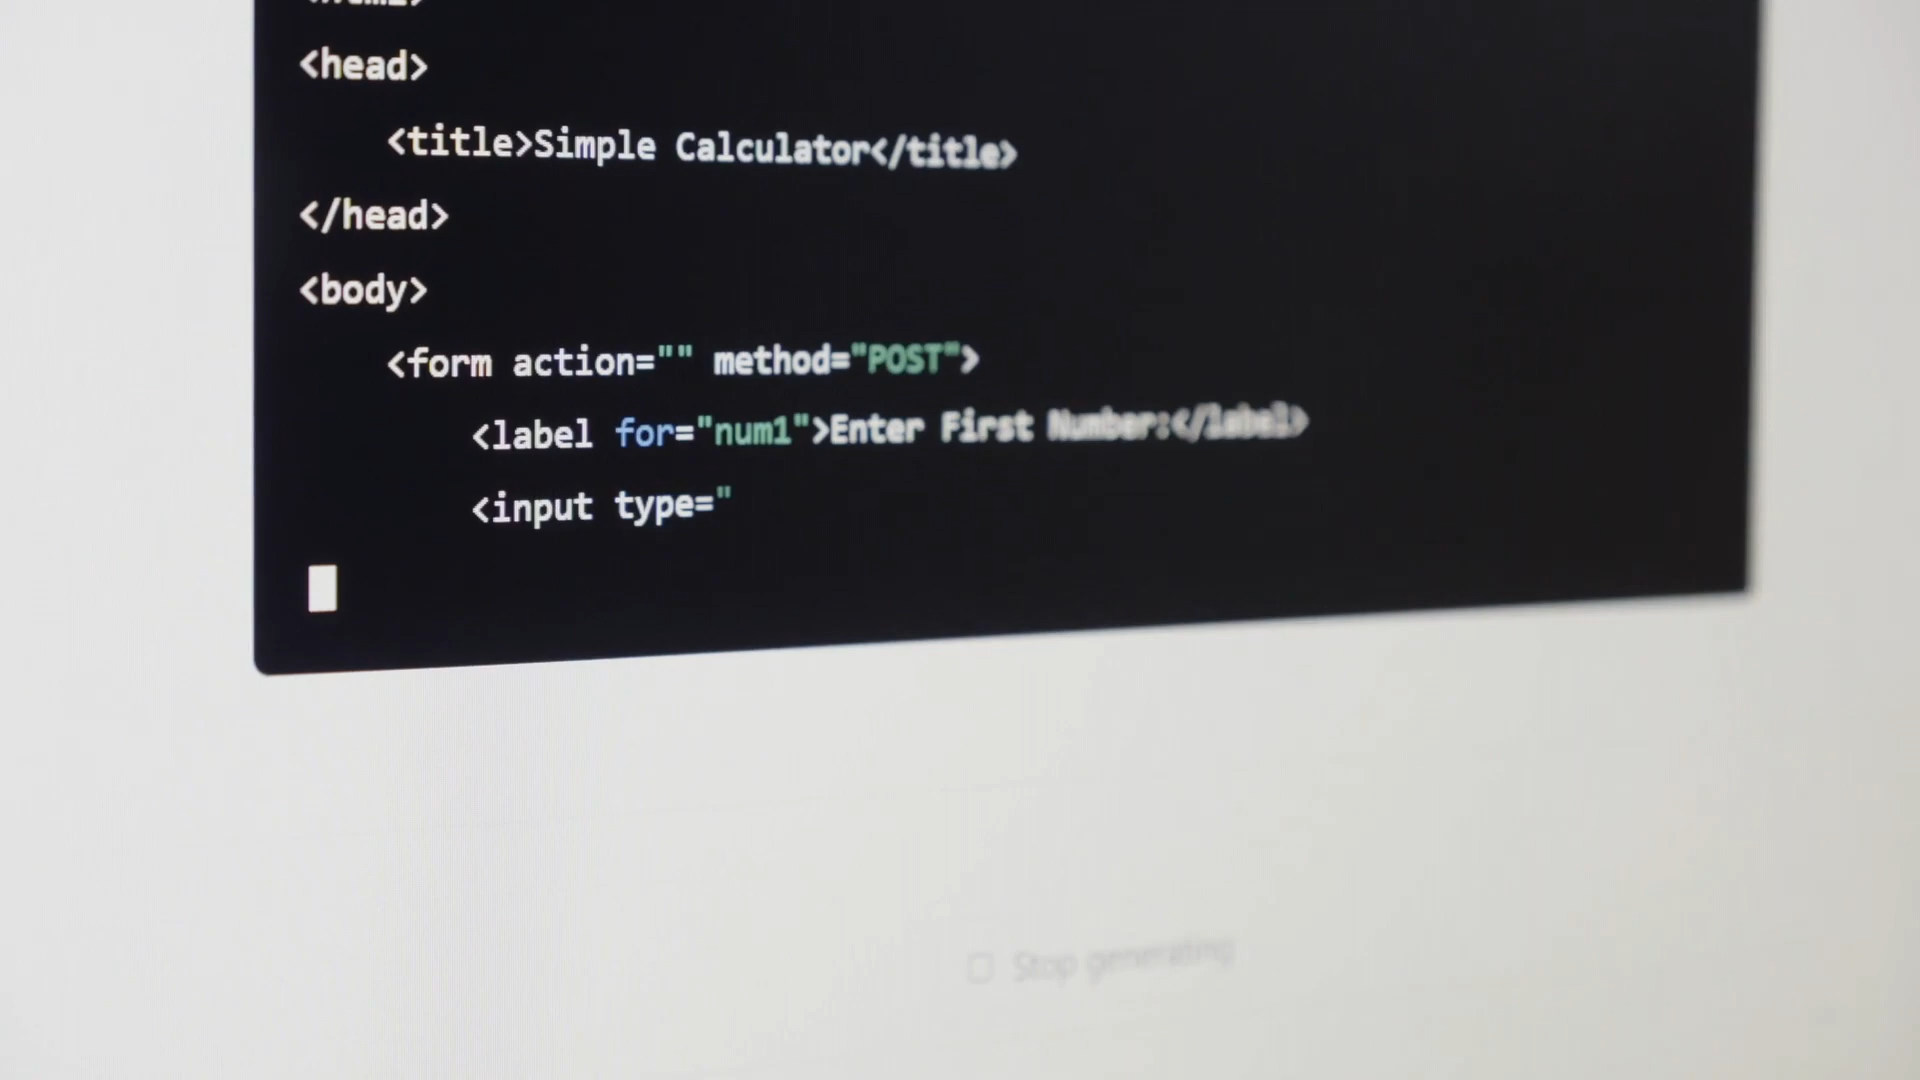 <head>
<title>Simple Calculator</title>
</head>
<body>
<form action="" method="POST">
<label for="num1">Enter First Number:</label>
<input type="
Stop generating